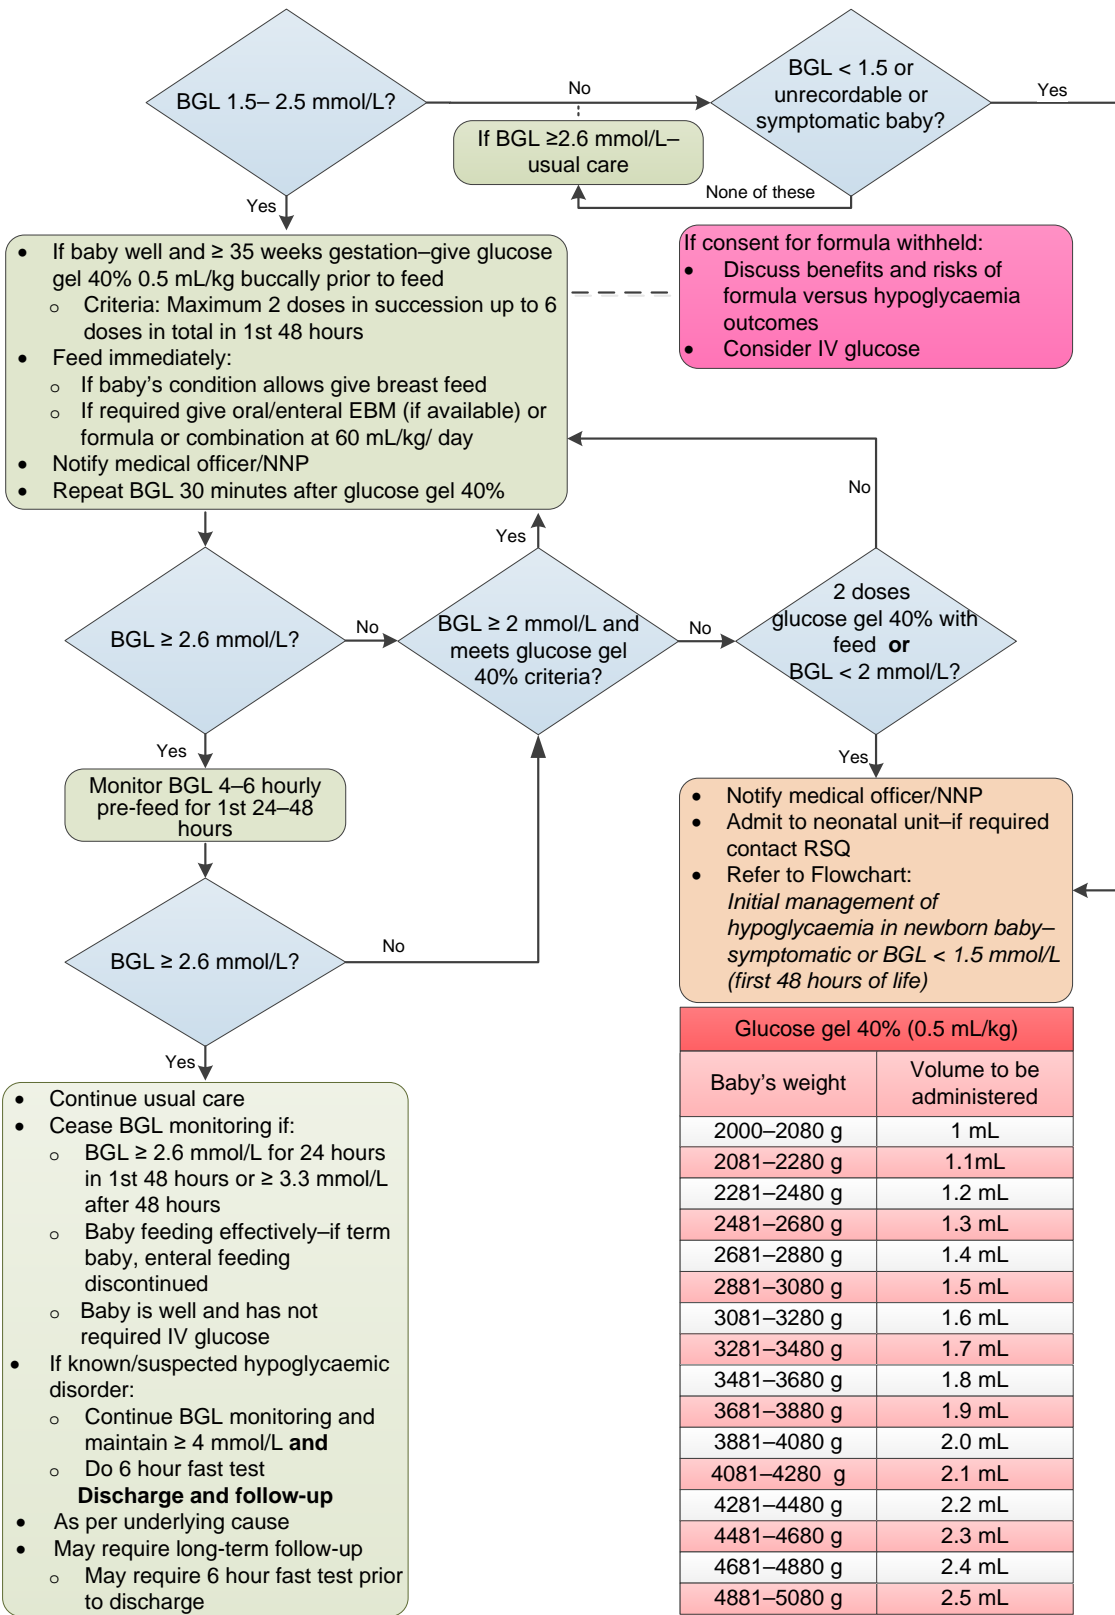 BGL 1.5– 2.5 mmol/L?
No
BGL < 1.5 or
unrecordable or
symptomatic baby?
Yes
If BGL ≥2.6 mmol/L–
usual care
None of these
Yes
• If baby well and ≥ 35 weeks gestation–give glucose
gel 40% 0.5 mL/kg buccally prior to feed
o Criteria: Maximum 2 doses in succession up to 6
doses in total in 1st 48 hours
• Feed immediately:
o If baby’s condition allows give breast feed
o If required give oral/enteral EBM (if available) or
formula or combination at 60 mL/kg/ day
• Notify medical officer/NNP
• Repeat BGL 30 minutes after glucose gel 40%
If consent for formula withheld:
• Discuss benefits and risks of
formula versus hypoglycaemia
outcomes
• Consider IV glucose
No
Yes
BGL ≥ 2.6 mmol/L?
No
BGL ≥ 2 mmol/L and
meets glucose gel
40% criteria?
No
2 doses
glucose gel 40% with
feed or
BGL < 2 mmol/L?
Yes
Yes
Monitor BGL 4–6 hourly
pre-feed for 1st 24–48
hours
• Notify medical officer/NNP
• Admit to neonatal unit–if required
contact RSQ
• Refer to Flowchart:
Initial management of
hypoglycaemia in newborn baby–
symptomatic or BGL < 1.5 mmol/L
(first 48 hours of life)
BGL ≥ 2.6 mmol/L?
No
Yes
• Continue usual care
• Cease BGL monitoring if:
o BGL ≥ 2.6 mmol/L for 24 hours
in 1st 48 hours or ≥ 3.3 mmol/L
after 48 hours
o Baby feeding effectively–if term
baby, enteral feeding
discontinued
o Baby is well and has not
required IV glucose
• If known/suspected hypoglycaemic
disorder:
o Continue BGL monitoring and
maintain ≥ 4 mmol/L and
o Do 6 hour fast test
Discharge and follow-up
• As per underlying cause
• May require long-term follow-up
o May require 6 hour fast test prior
to discharge
Glucose gel 40% (0.5 mL/kg)
Baby’s weight Volume to be
administered
2000–2080 g 1 mL
2081–2280 g 1.1mL
2281–2480 g 1.2 mL
2481–2680 g 1.3 mL
2681–2880 g 1.4 mL
2881–3080 g 1.5 mL
3081–3280 g 1.6 mL
3281–3480 g 1.7 mL
3481–3680 g 1.8 mL
3681–3880 g 1.9 mL
3881–4080 g 2.0 mL
4081–4280 g 2.1 mL
4281–4480 g 2.2 mL
4481–4680 g 2.3 mL
4681–4880 g 2.4 mL
4881–5080 g 2.5 mL